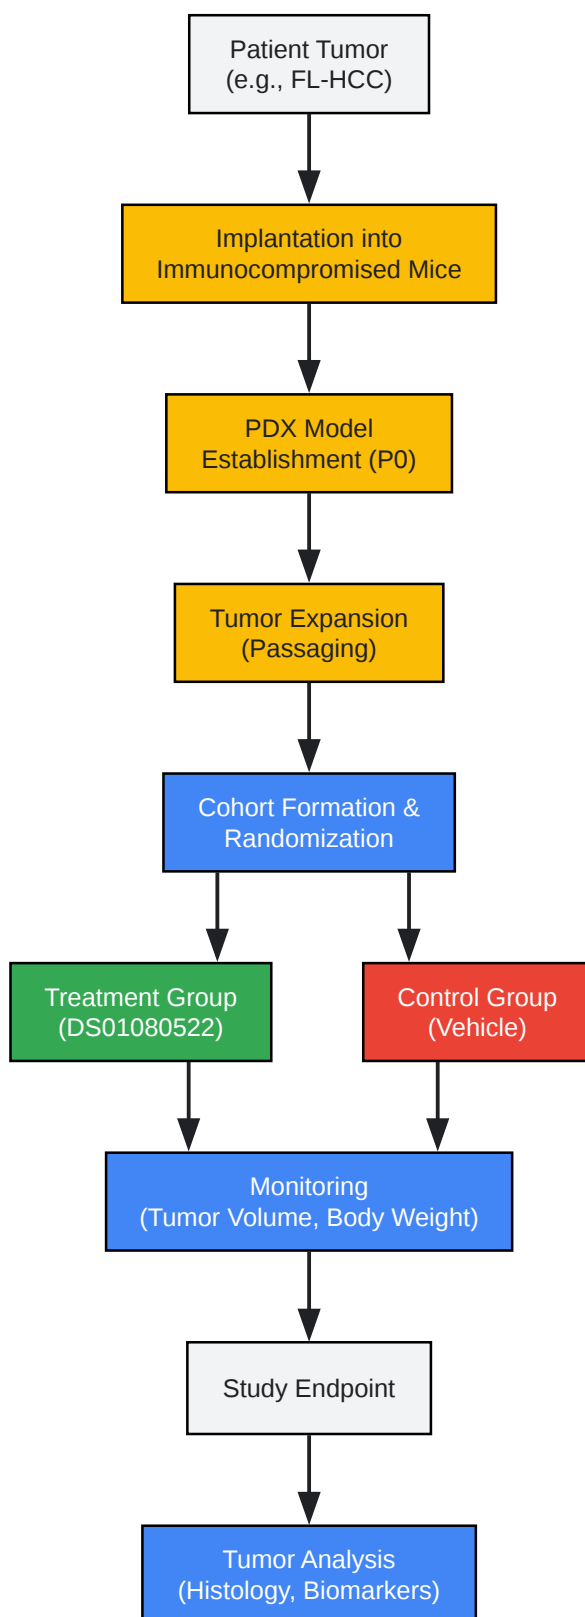 Patient Tumor
(e.g., FL-HCC)
Implantation into
Immunocompromised Mice
PDX Model
Establishment (P0)
Tumor Expansion
(Passaging)
Cohort Formation &
Randomization
Treatment Group
(DS01080522)
Control Group
(Vehicle)
Monitoring
(Tumor Volume, Body Weight)
Study Endpoint
Tumor Analysis
(Histology, Biomarkers)